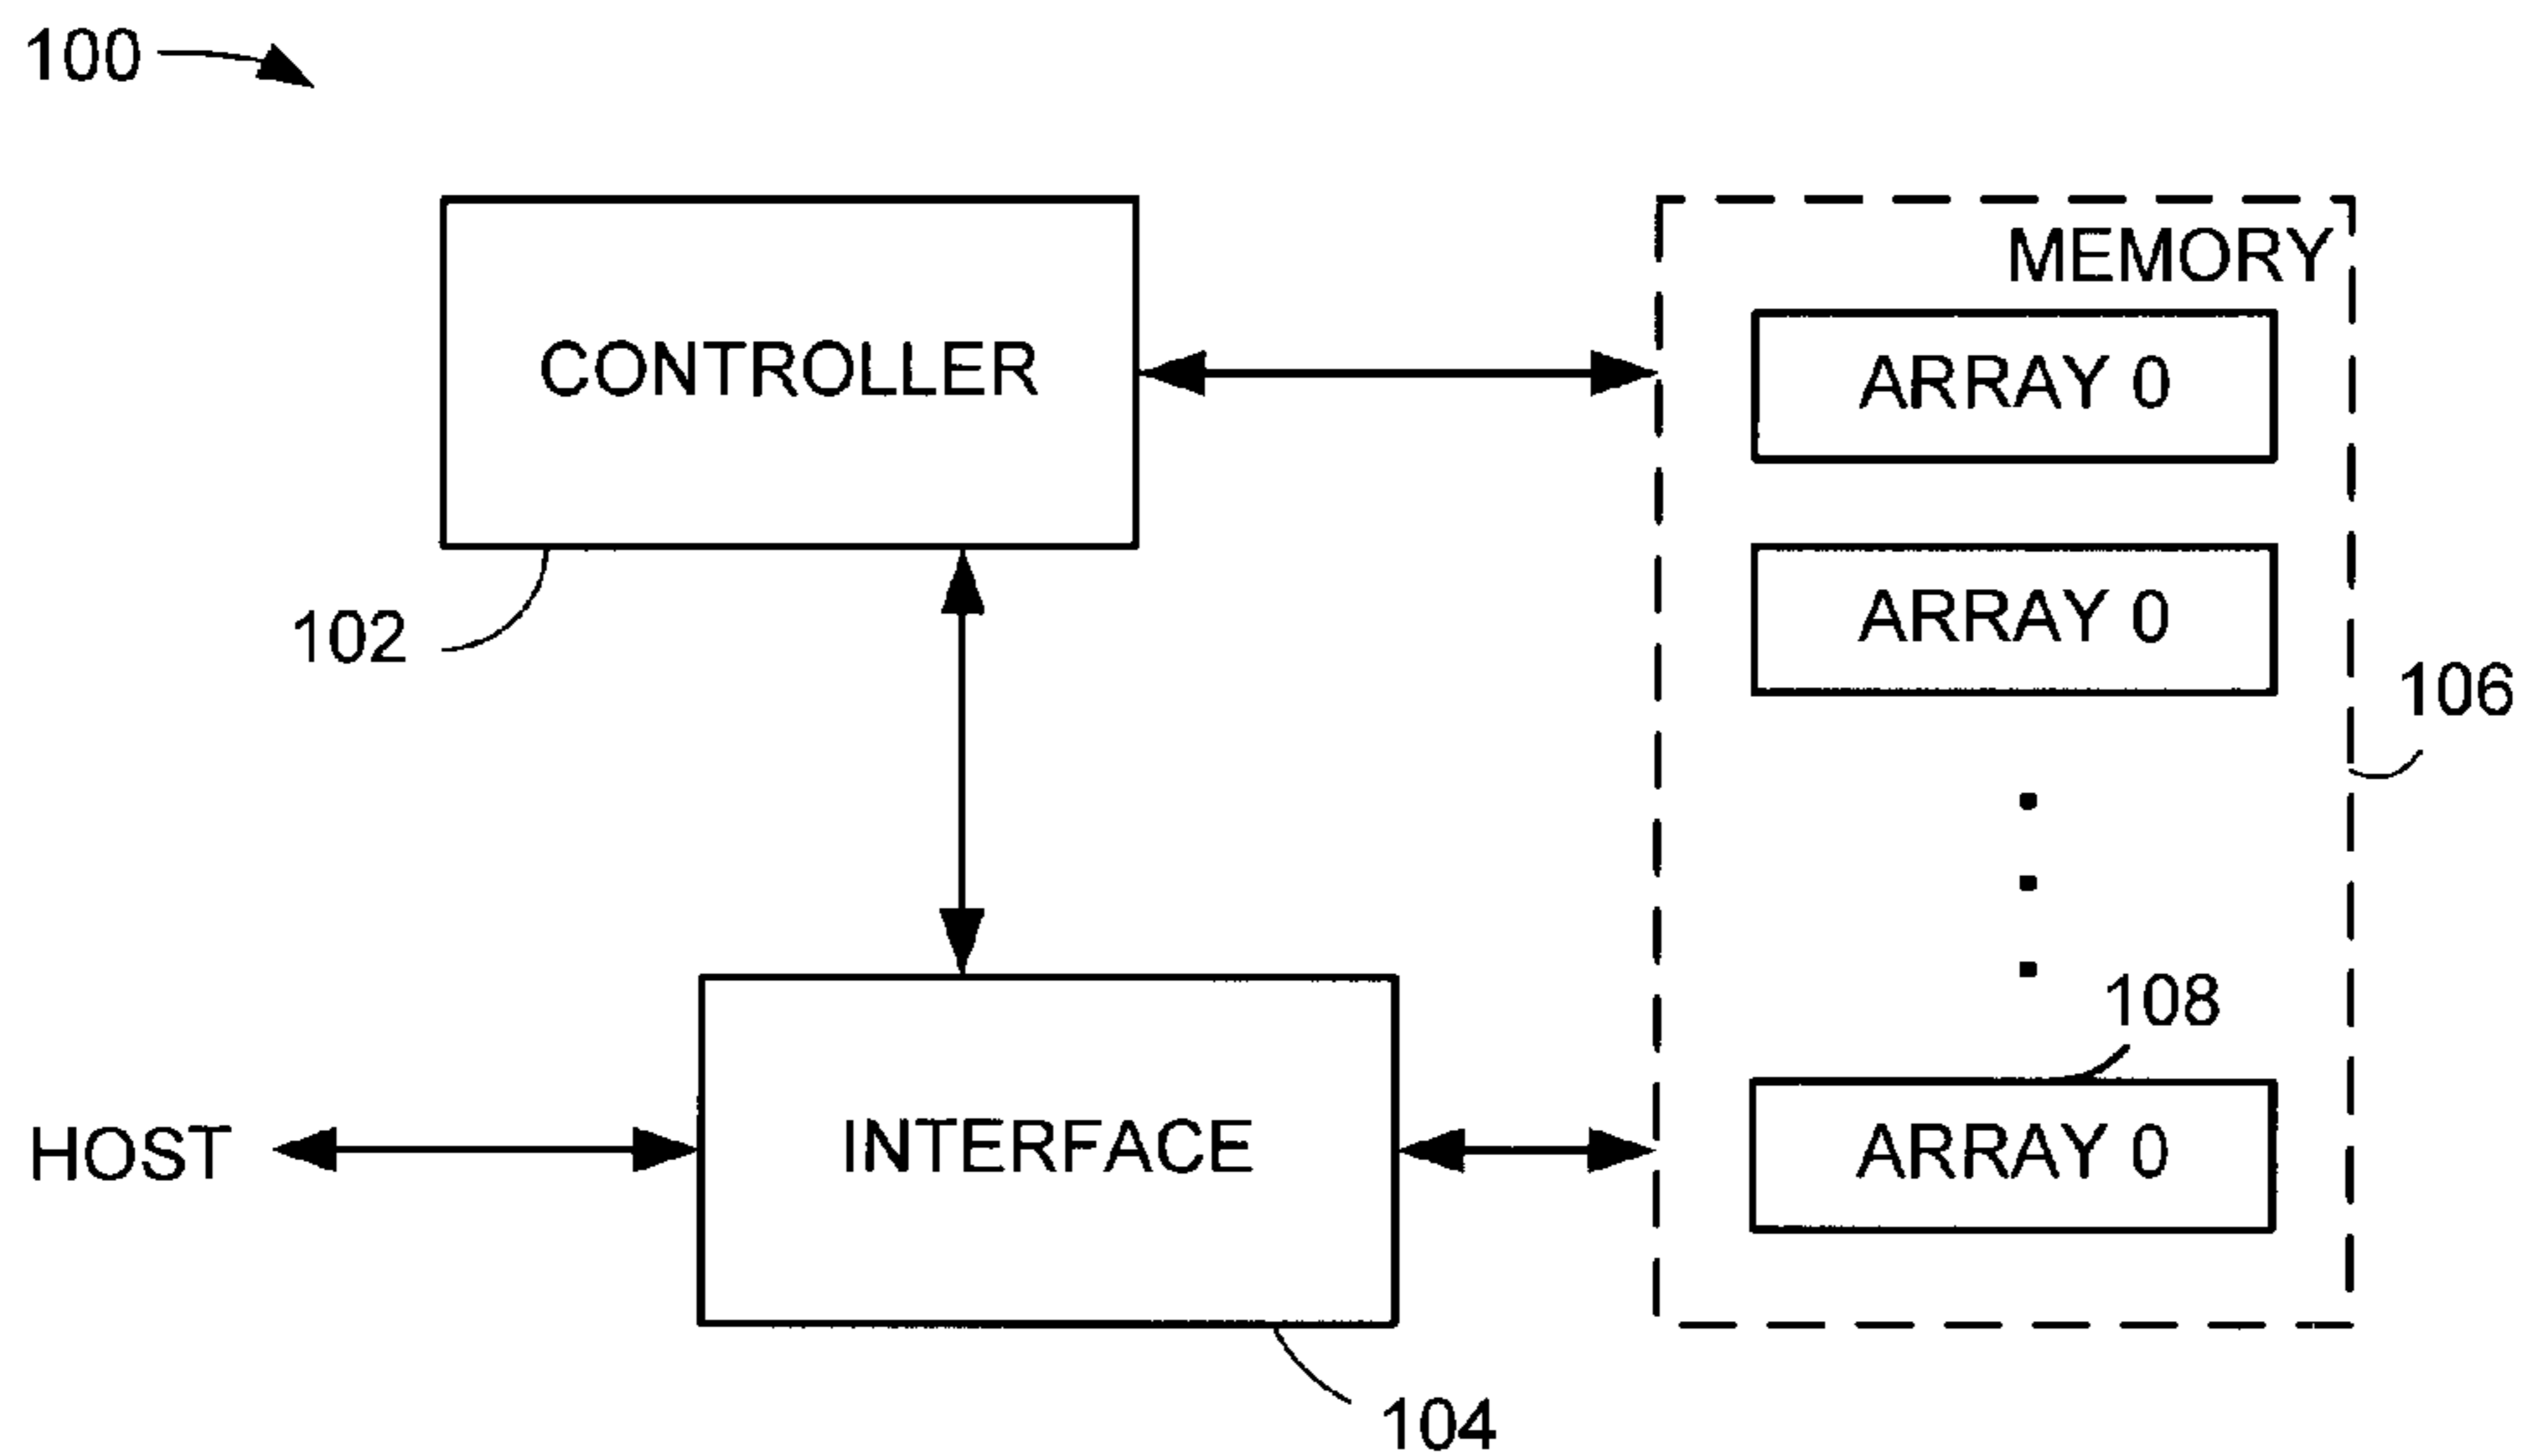 100
MEMORY
CONTROLLER
ARRAY 0
ARRAY 0
102
106
108
HOST
INTERFACE
ARRAY 0
104